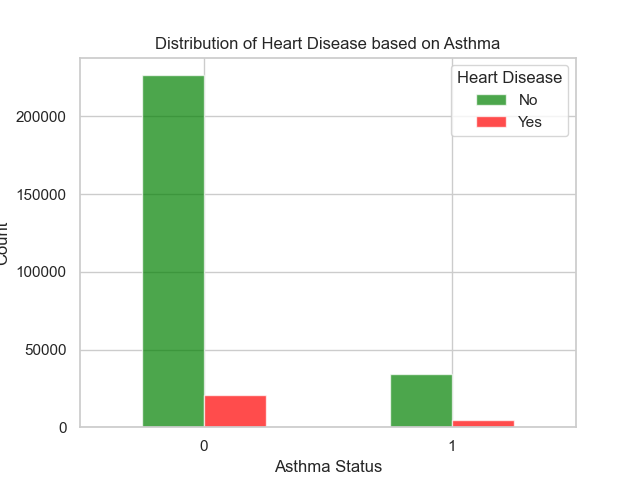 Distribution of Heart Disease based on Asthma
Heart Disease
No
Yes
200000
150000
100000
50000
0
Count
0 1
Asthma Status